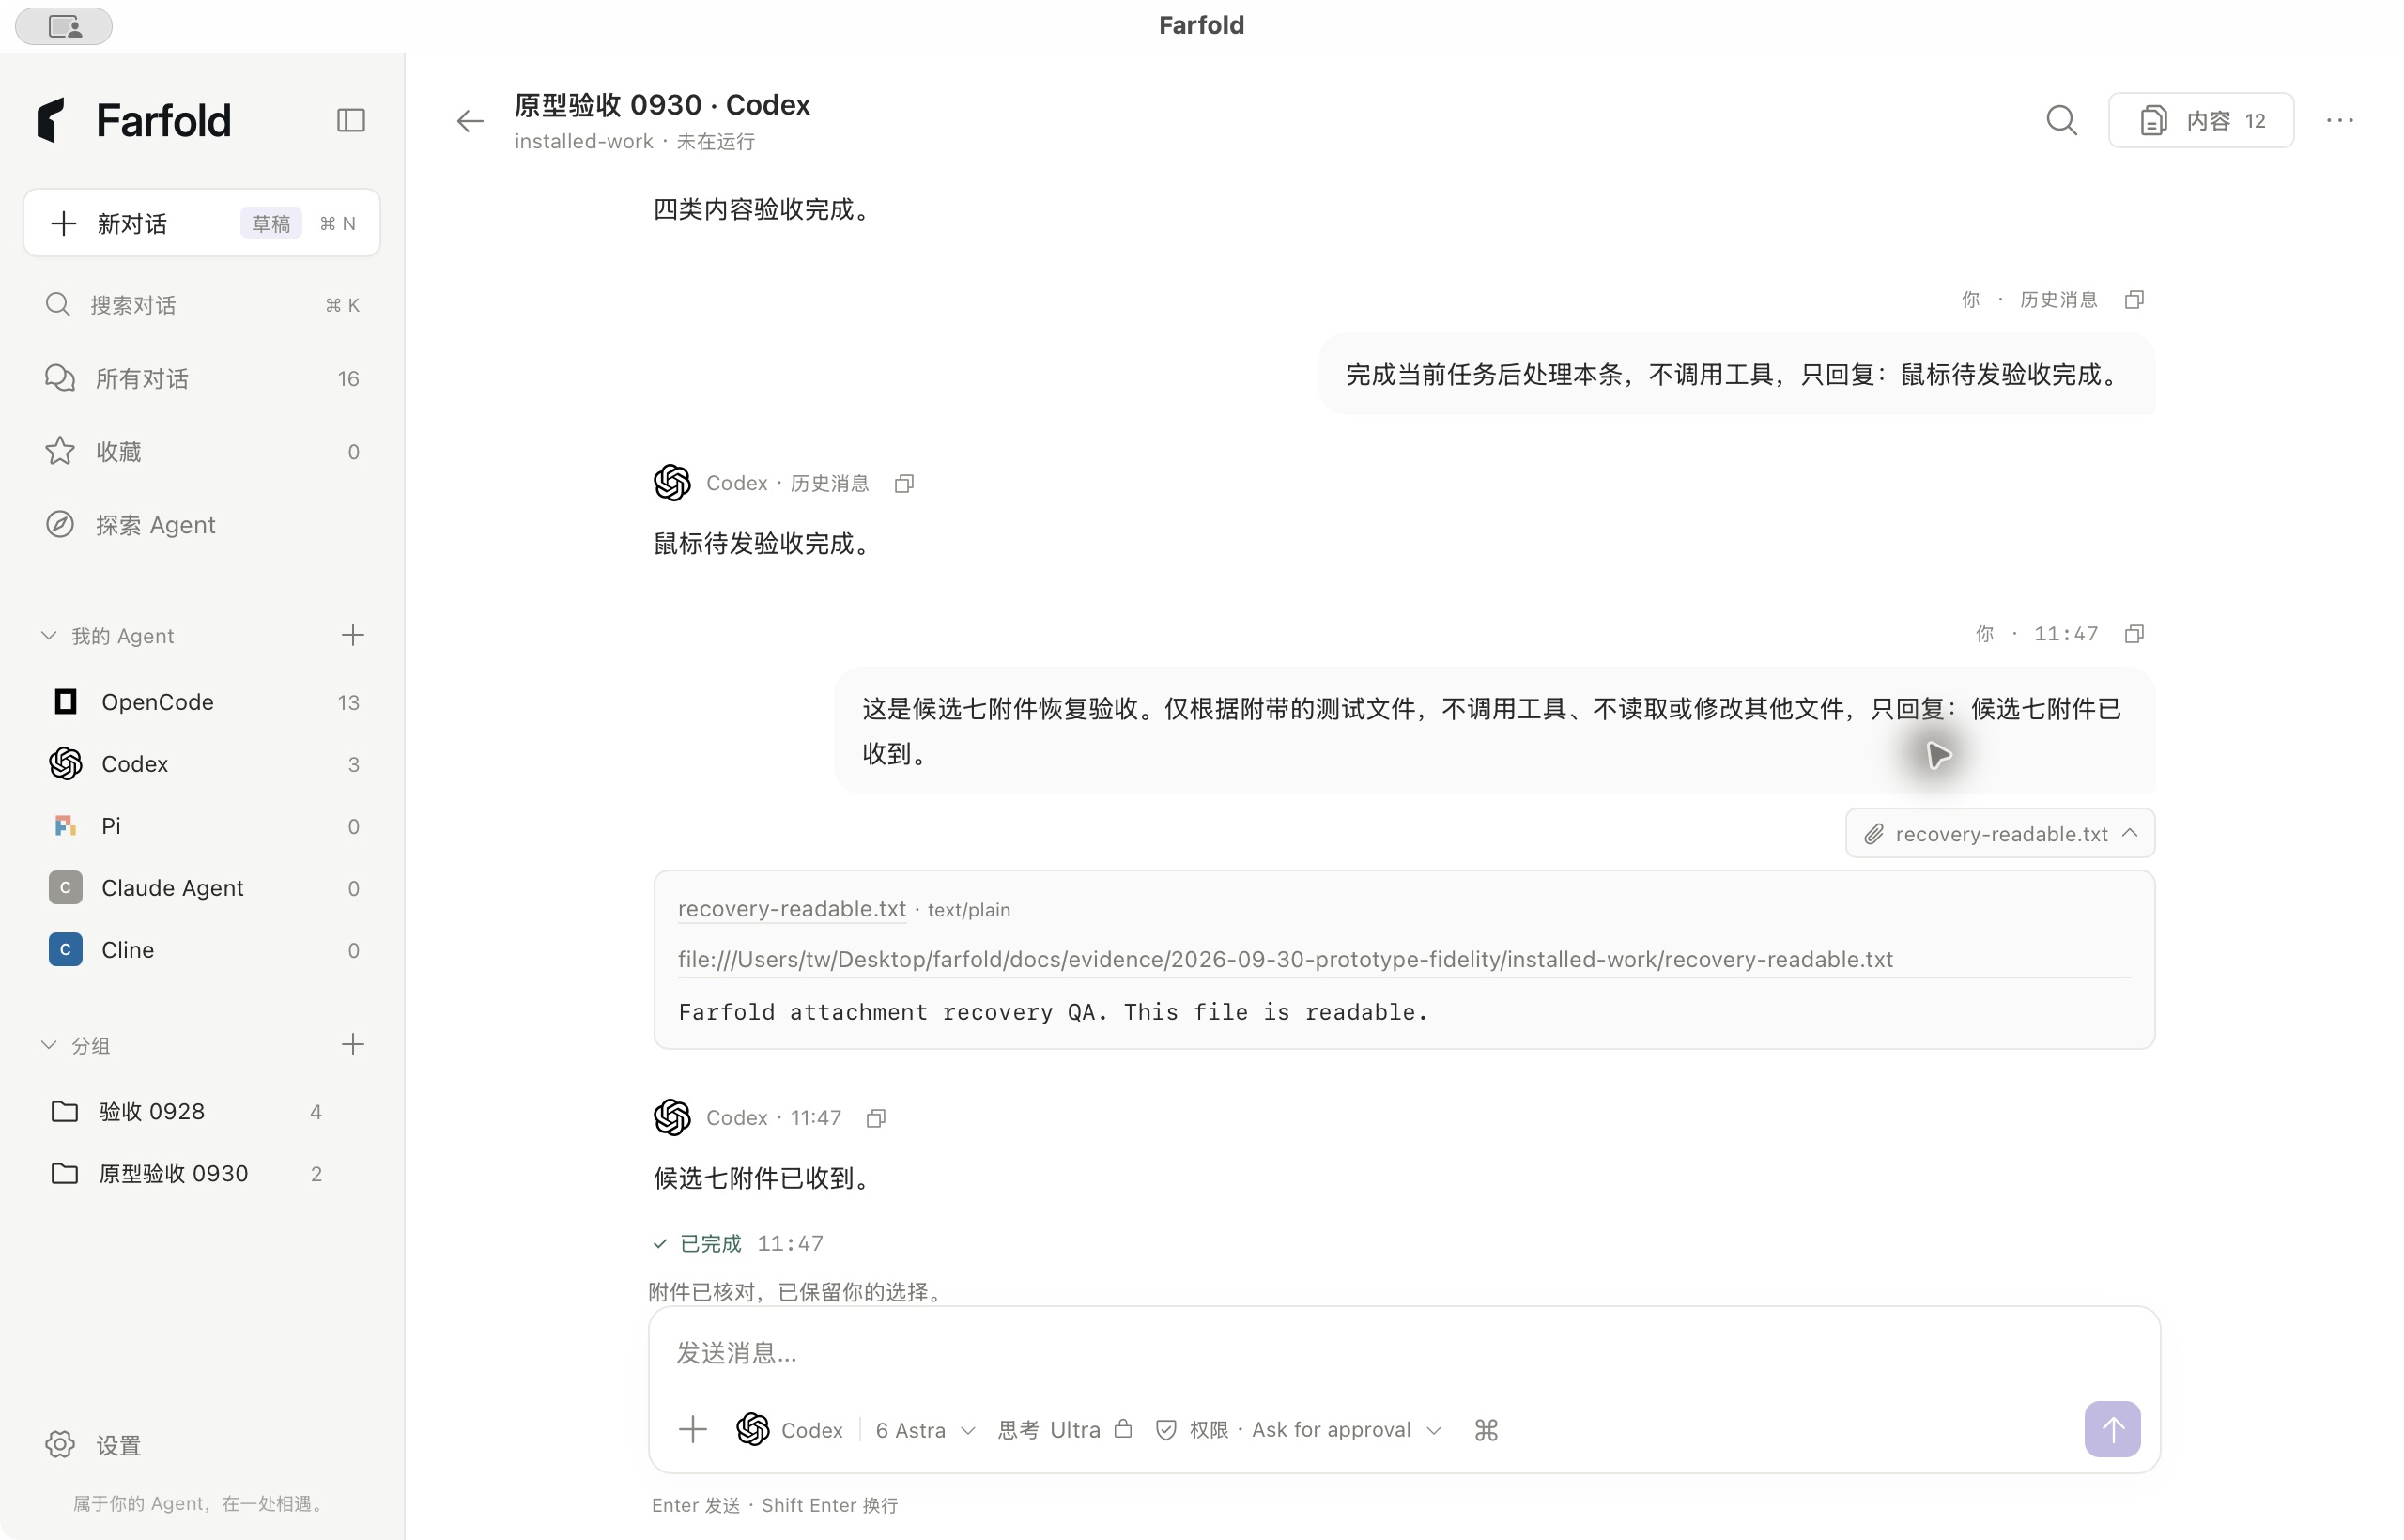 Farfold
Farfold
新对话 草稿 ⌘ N
搜索对话 ⌘ K
所有对话 16
收藏 0
探索 Agent
我的 Agent
OpenCode 13
Codex 3
Pi 0
C Claude Agent 0
C Cline 0
分组
验收 0928 4
原型验收 0930 2
设置
属于你的 Agent，在一处相遇。
原型验收 0930 · Codex
installed-work · 未在运行
内容 12
四类内容验收完成。
你 · 历史消息
完成当前任务后处理本条，不调用工具，只回复：鼠标待发验收完成。
Codex · 历史消息
鼠标待发验收完成。
你 · 11:47
这是候选七附件恢复验收。仅根据附带的测试文件，不调用工具、不读取或修改其他文件，只回复：候选七附件已
收到。
recovery-readable.txt
recovery-readable.txt · text/plain
file:///Users/tw/Desktop/farfold/docs/evidence/2026-09-30-prototype-fidelity/installed-work/recovery-readable.txt
Farfold attachment recovery QA. This file is readable.
Codex · 11:47
候选七附件已收到。
已完成 11:47
附件已核对，已保留你的选择。
发送消息...
Codex 6 Astra 思考 Ultra 权限 · Ask for approval ⌘
Enter 发送 · Shift Enter 换行